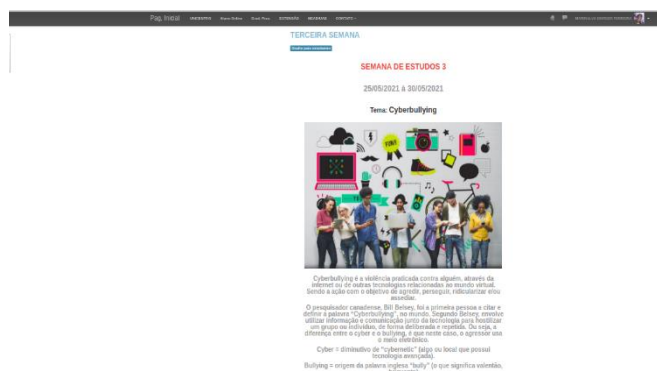 Pag. Inicial
TERCEIRA SEMANA
SEMANA DE ESTUDOS 3
25/05/2021 à 30/05/2021
Tema: Cyberbullying
Cyberbullying é a violência praticada contra alguém, através da
internet ou de outras tecnologias relacionadas ao mundo virtual.
Sendo a ação com o objetivo de agredir, perseguir, ridicularizar e/ou
assediar.
O pesquisador canadense, Bill Belsey, foi a primeira pessoa a citar e
define a palavra "Cyberbullying", no mundo. Segundo Belsey, envolve
utilizar informação e comunicação junto da tecnologia para hostilizar
um grupo ou indivíduo, de forma deliberada e repetida. Ou seja, a
diferença entre o cyber e o bullying, é que neste caso, o agressor usa
o meio eletrônico.
Cyber = diminutivo de "cybernetic" (algo ou local que possui
tecnologia avançada).
Bullying = origem da palavra inglesa "bully" (o que significa valentão,